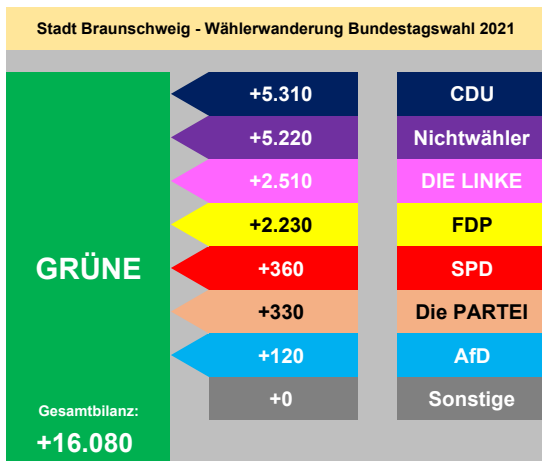 Stadt Braunschweig - Wählerwanderung Bundestagswahl 2021
+5.310 CDU
+5.220 Nichtwähler
+2.510 DIE LINKE
+2.230 FDP
GRÜNE +360 SPD
+330 Die PARTEI
+120 AfD
+0 Sonstige
Gesamtbilanz:
+16.080